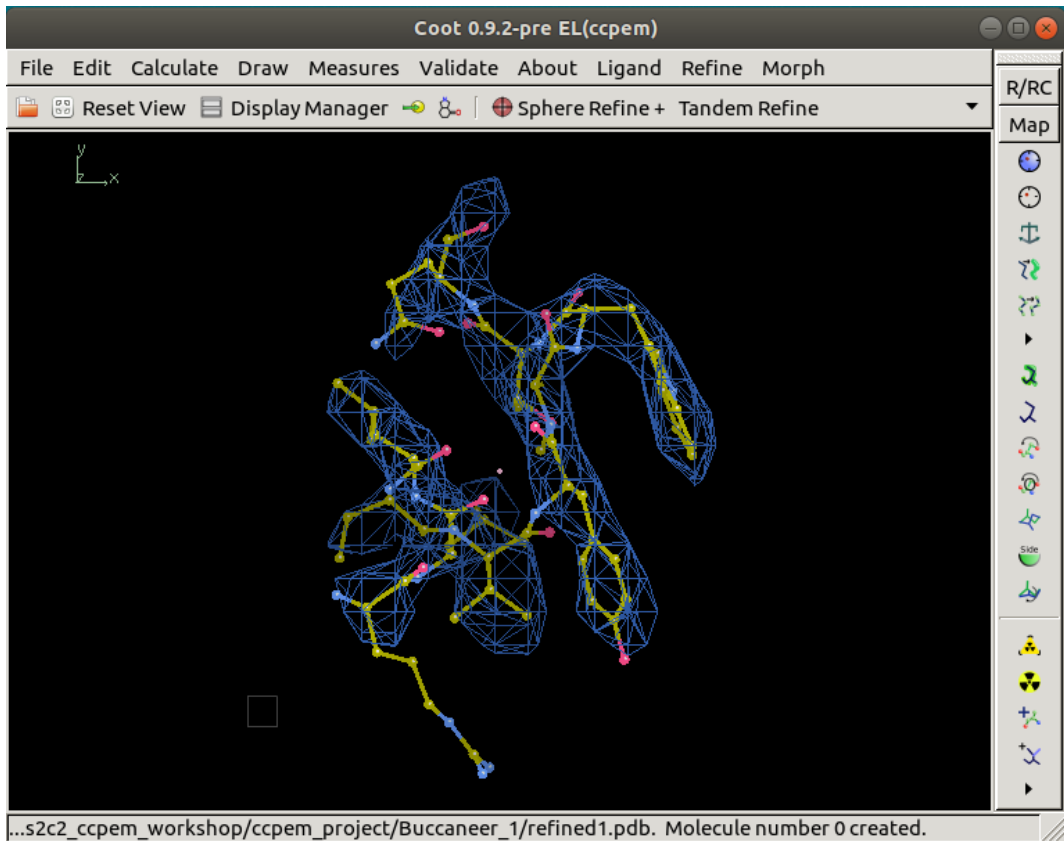 Coot 0.9.2-pre EL(ccpem)
File Edit Calculate Draw Measures Validate About Ligand Refine Morph
R/RC
Reset View Display Manager Sphere Refine + Tandem Refine
Map
y
z x
Side
...s2c2_ccpem_workshop/ccpem_project/Buccaneer_1/refined1.pdb. Molecule number 0 created.